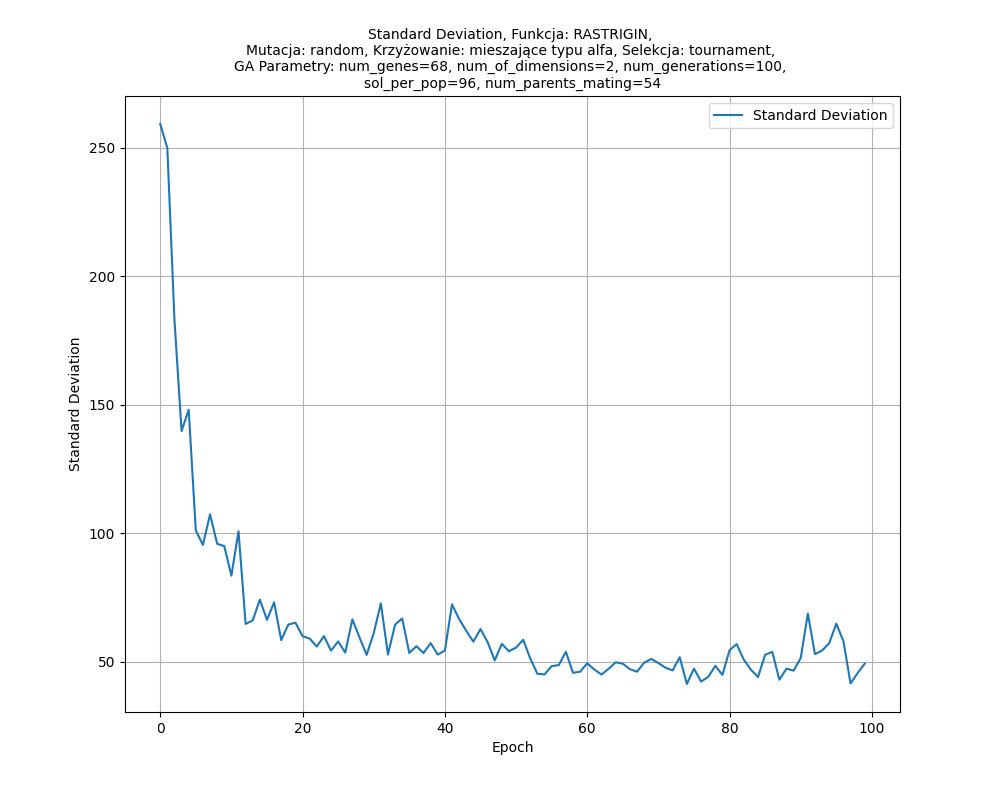 Standard Deviation, Funkcja: RASTRIGIN,
Mutacja: random, Krzyżowanie: mieszające typu alfa, Selekcja: tournament,
GA Parametry: num_genes=68, num_of_dimensions=2, num_generations=100,
sol_per_pop=96, num_parents_mating=54
Standard Deviation
250
200
150
100
50
Standard Deviation
0
20
40
60
80
100
Epoch